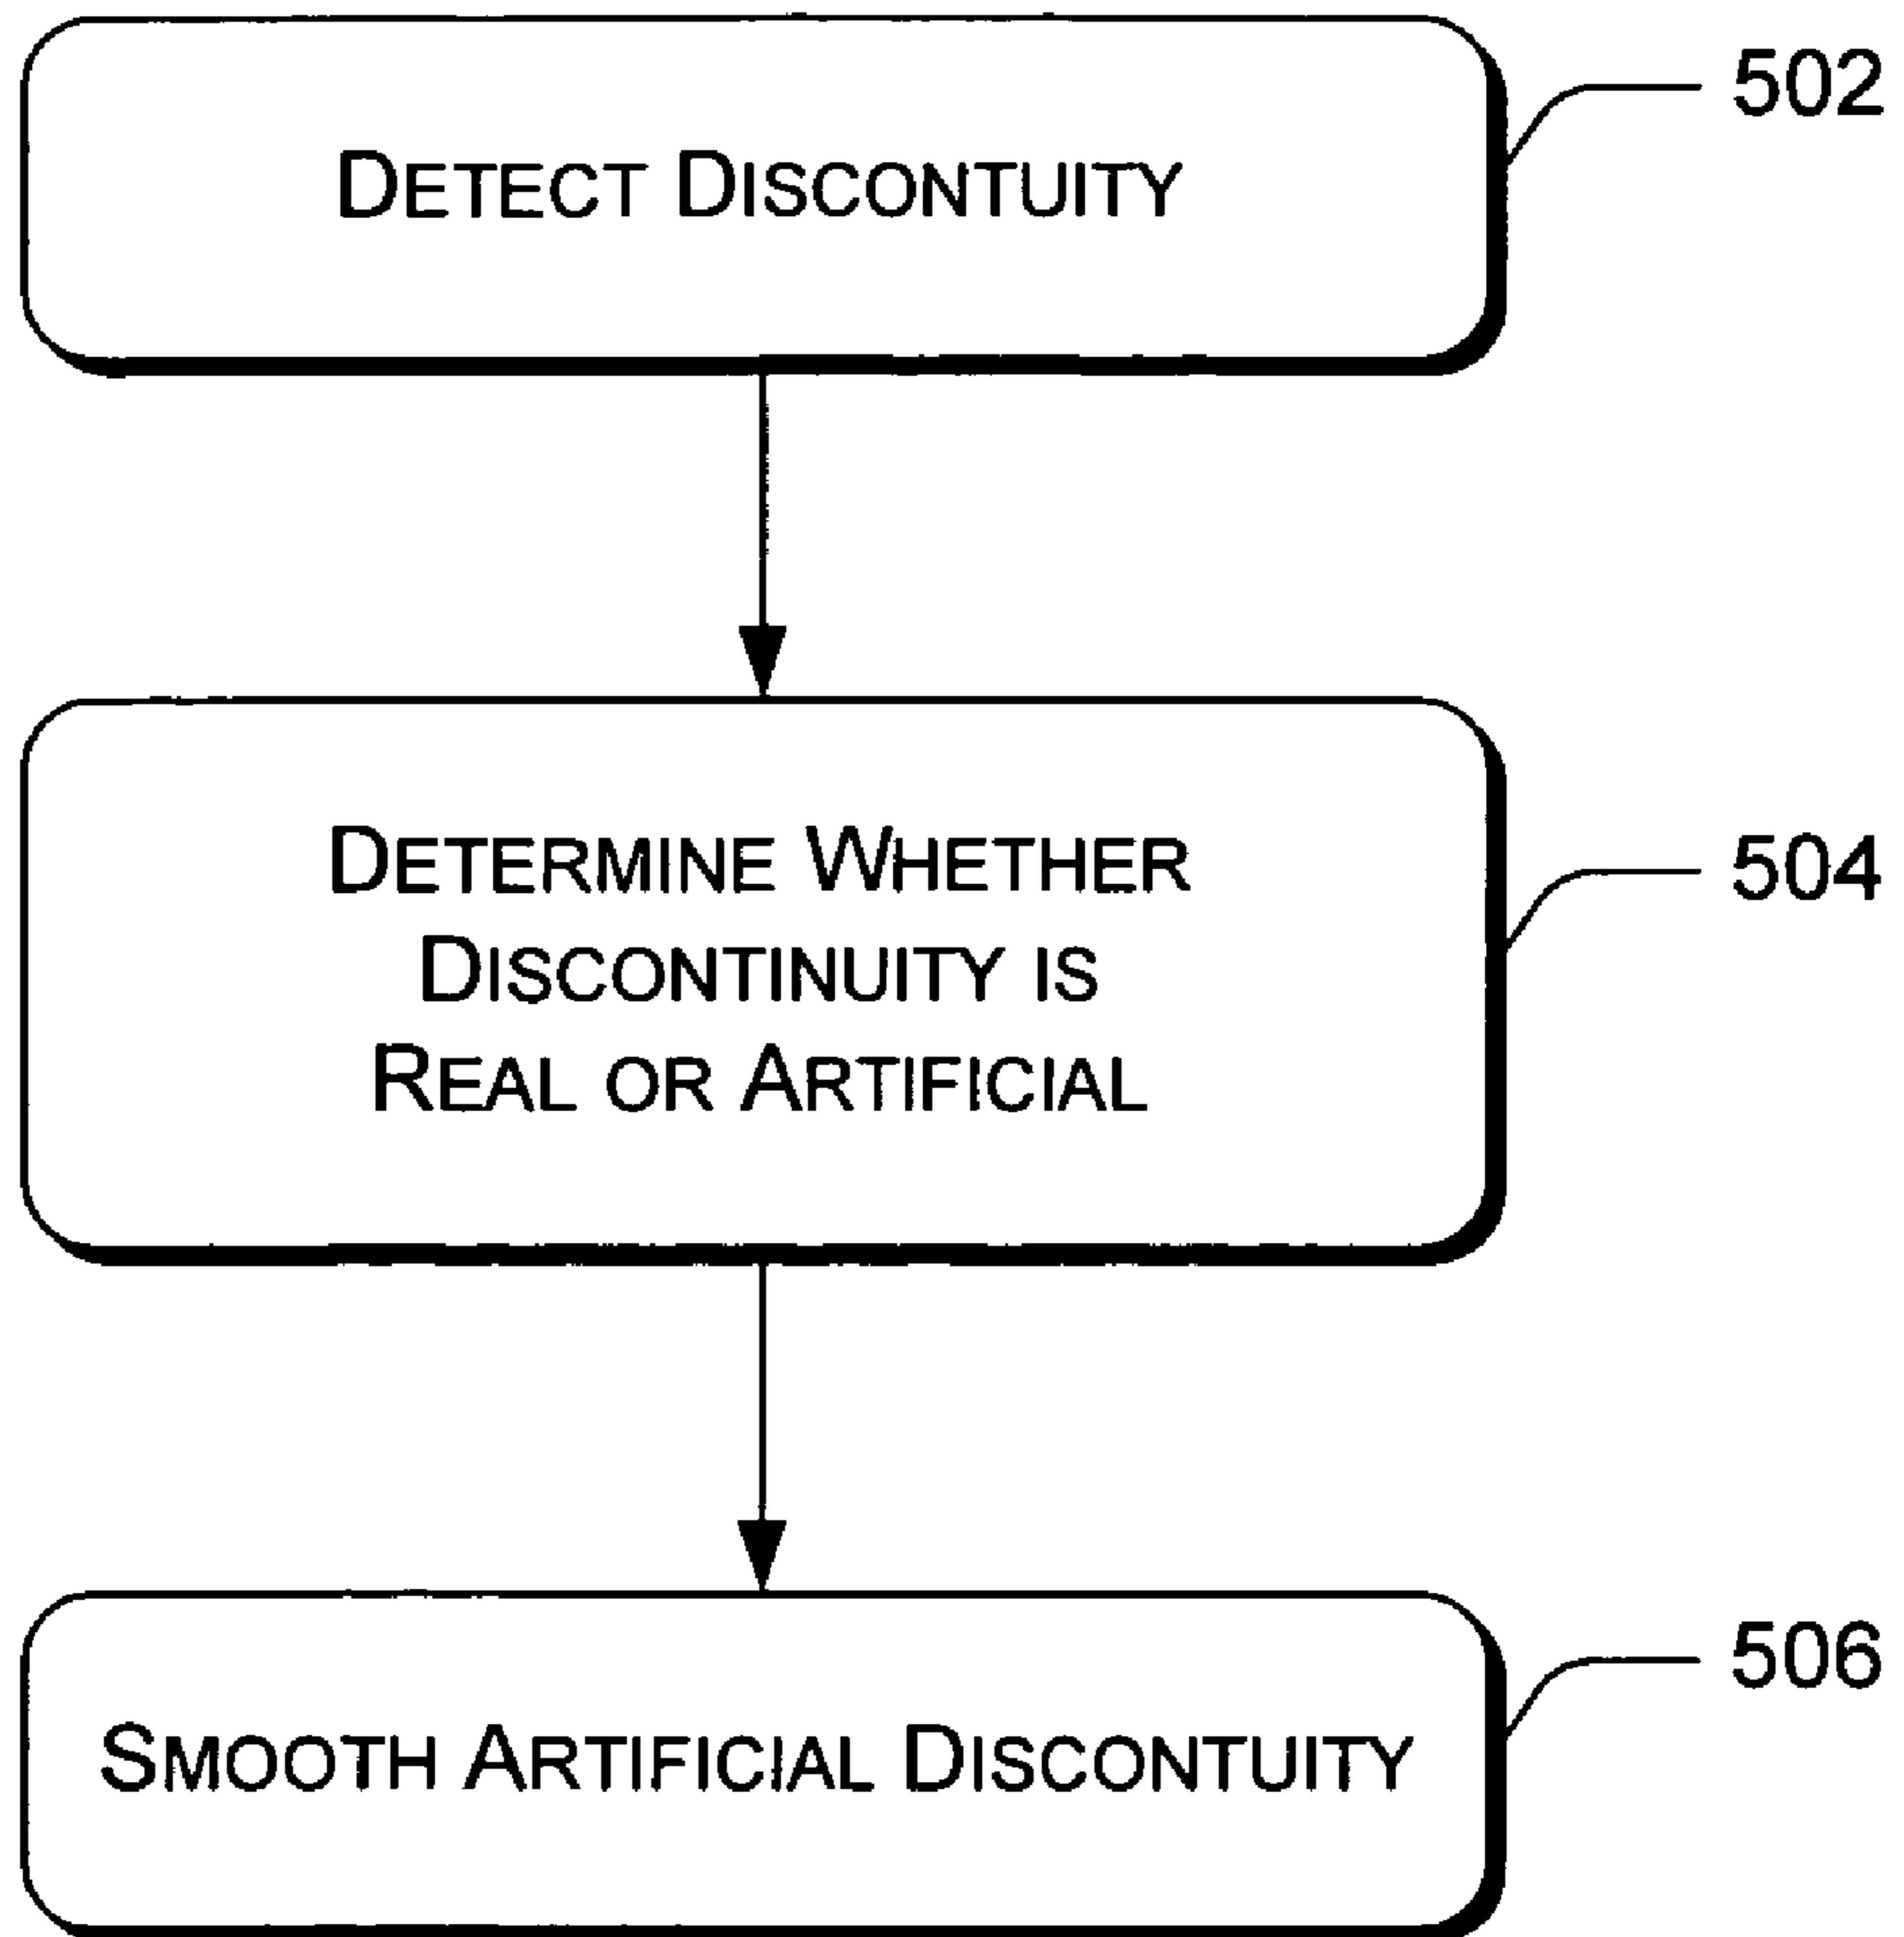 DETECT DISCONTUITY
502
DETERMINE WHETHER
DISCONTINUITY IS
REAL OR ARTIFICIAL
504
SMOOTH ARTIFICIAL DISCONTUITY
506